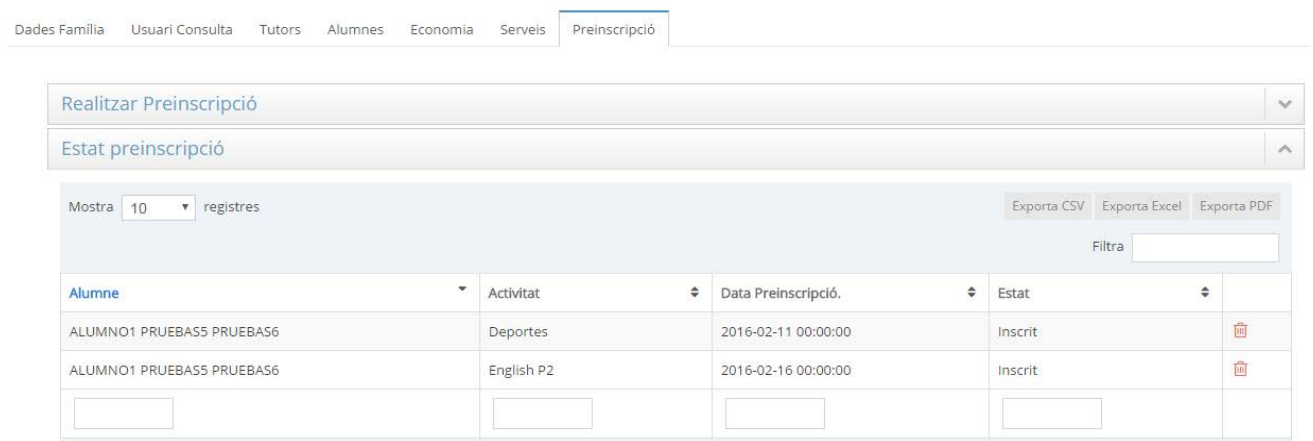 Dades Família Usuari Consulta Tutors Alumnes Economia Serveis Preinscripció
Realitzar Preinscripció
Estat preinscripció
Mostra 10 registres Exporta CSV Exporta Excel Exporta PDF
Filtra
Alumne Activitat Data Preinscripció. Estat
ALUMNO1 PRUEBAS5 PRUEBAS6 Deportes 2016-02-11 00:00:00 Inscrit
ALUMNO1 PRUEBAS5 PRUEBAS6 English P2 2016-02-16 00:00:00 Inscrit